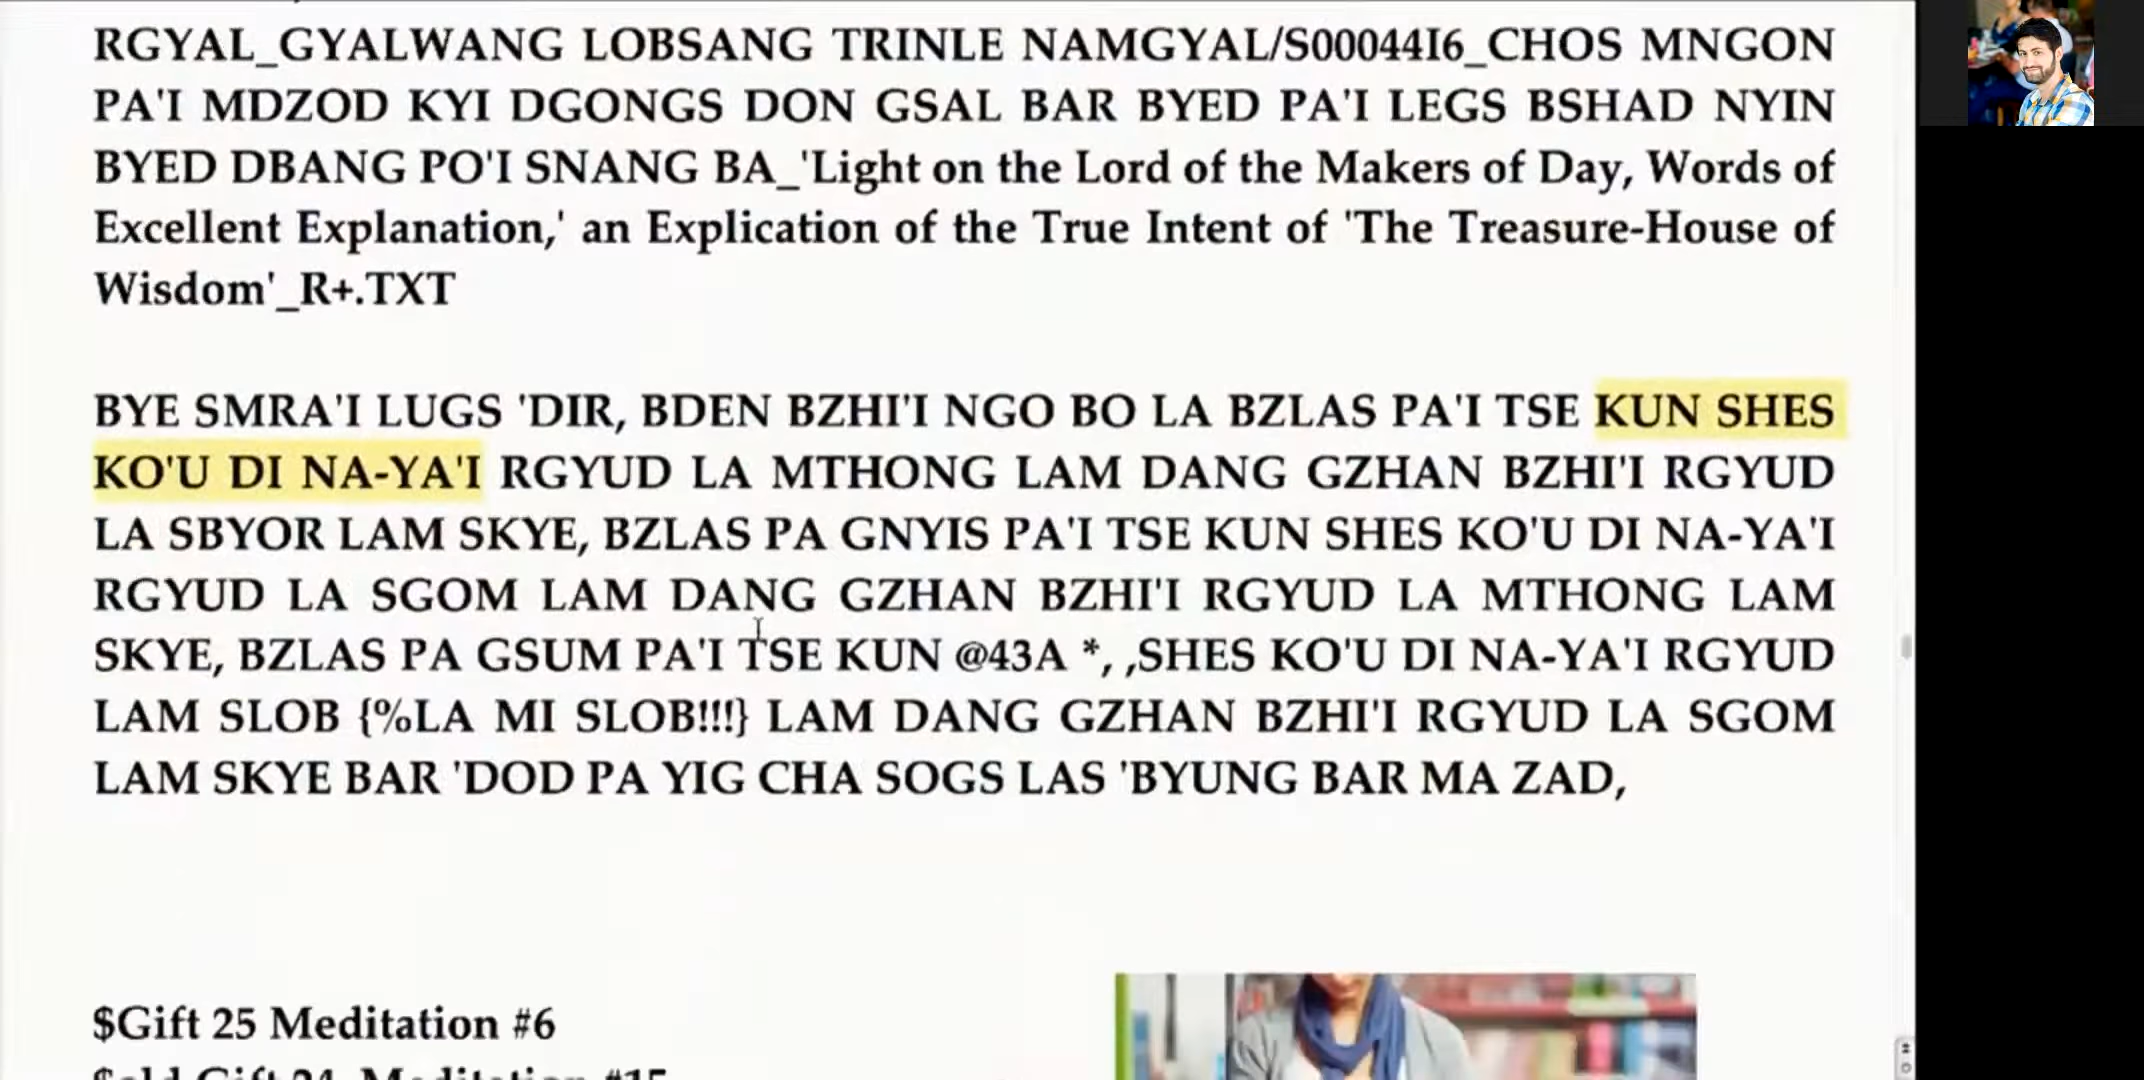 RGYAL_GYALWANG LOBSANG TRINLE NAMGYAL/S00044I6_CHOS MNGON
PA'I MDZOD KYI DGONGS DON GSAL BAR BYED PA'I LEGS BSHAD NYIN
BYED DBANG PO'I SNANG BA_'Light on the Lord of the Makers of Day, Words of
Excellent Explanation,' an Explication of the True Intent of 'The Treasure-House of
Wisdom'_R+.TXT
BYE SMRA'I LUGS 'DIR, BDEN BZHI'I NGO BO LA BZLAS PA'I TSE KUN SHES
KO'U DI NA-YA'I RGYUD LA MTHONG LAM DANG GZHAN BZHI'I RGYUD
LA SBYOR LAM SKYE, BZLAS PA GNYIS PA'I TSE KUN SHES KO'U DI NA-YA'I
RGYUD LA SGOM LAM DANG GZHAN BZHI'I RGYUD LA MTHONG LAM
SKYE, BZLAS PA GSUM PA'I TSE KUN @43A *, ,SHES KO'U DI NA-YA'I RGYUD
LAM SLOB {%LA MI SLOB!!!} LAM DANG GZHAN BZHI'I RGYUD LA SGOM
LAM SKYE BAR 'DOD PA YIG CHA SOGS LAS 'BYUNG BAR MA ZAD,
$Gift 25 Meditation #6
$old Gift 24, Meditation #15